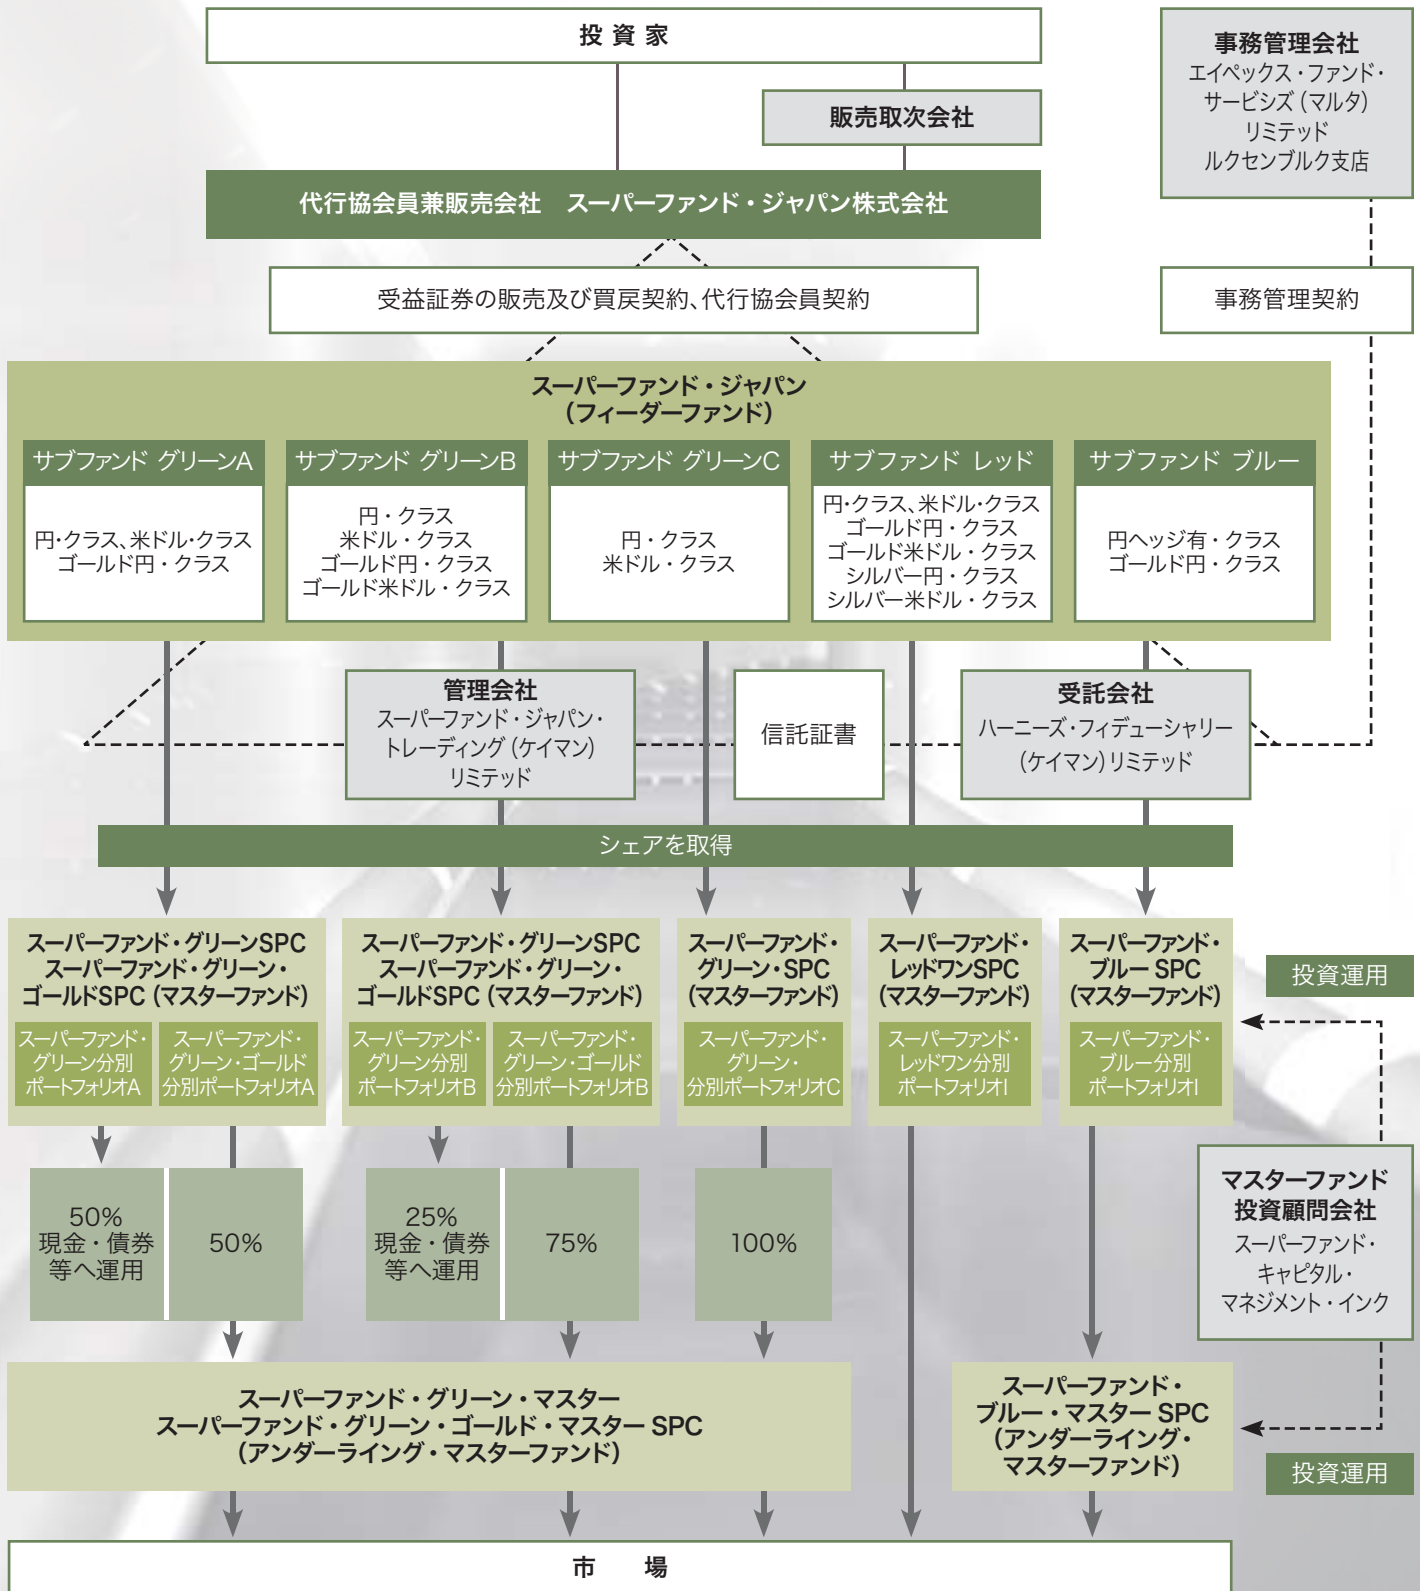 投 資 家
事務管理会社
エイペックス・ファンド・
サービシズ（マルタ）
リミテッド
ルクセンブルク支店
販売取次会社
代行協会員兼販売会社　スーパーファンド・ジャパン株式会社
受益証券の販売及び買戻契約、代行協会員契約
事務管理契約
スーパーファンド・ジャパン
（フィーダーファンド）
サブファンド グリーンA
円・クラス、米ドル・クラス
ゴールド円・クラス
サブファンド グリーンB
円・クラス
米ドル・クラス
ゴールド円・クラス
ゴールド米ドル・クラス
サブファンド グリーンC
円・クラス
米ドル・クラス
サブファンド レッド
円・クラス、米ドル・クラス
ゴールド円・クラス
ゴールド米ドル・クラス
シルバー円・クラス
シルバー米ドル・クラス
サブファンド ブルー
円ヘッジ有・クラス
ゴールド円・クラス
管理会社
スーパーファンド・ジャパン・
トレーディング（ケイマン）
リミテッド
信託証書
受託会社
ハーニーズ・フィデューシャリー
（ケイマン）リミテッド
シェアを取得
スーパーファンド・グリーンSPC
スーパーファンド・グリーン・
ゴールドSPC（マスターファンド）
スーパーファンド・
グリーン分別
ポートフォリオA
スーパーファンド・
グリーン・ゴールド
分別ポートフォリオA
スーパーファンド・グリーンSPC
スーパーファンド・グリーン・
ゴールドSPC（マスターファンド）
スーパーファンド・
グリーン分別
ポートフォリオB
スーパーファンド・
グリーン・ゴールド
分別ポートフォリオB
スーパーファンド・
グリーン・SPC
（マスターファンド）
スーパーファンド・
グリーン・
分別ポートフォリオC
スーパーファンド・
レッドワンSPC
（マスターファンド）
スーパーファンド・
レッドワン分別
ポートフォリオI
スーパーファンド・
ブルー SPC
（マスターファンド）
スーパーファンド・
ブルー分別
ポートフォリオI
投資運用
50%
現金・債券
等へ運用
50%
25%
現金・債券
等へ運用
75%
100%
マスターファンド
投資顧問会社
スーパーファンド・
キャピタル・
マネジメント・インク
スーパーファンド・グリーン・マスター
スーパーファンド・グリーン・ゴールド・マスター SPC
（アンダーライング・マスターファンド）
スーパーファンド・
ブルー・マスター SPC
（アンダーライング・
マスターファンド）
投資運用
市　　場